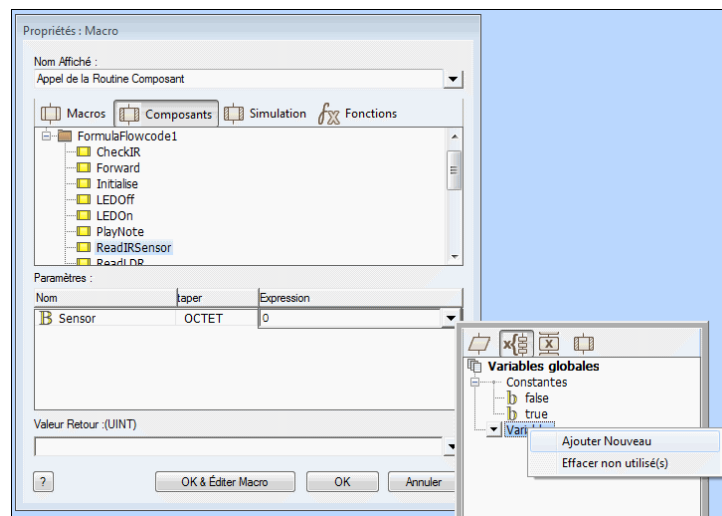 Propriétés : Macro
Nom Affiché :
Appel de la Routine Composant
Macros Composants Simulation Fonctions
FormulaFlowcode1
CheckIR
Forward
Initialise
LEDOff
LEDOn
PlayNote
ReadIRSensor
ReadLDR
Paramètres :
Nom taper Expression
Sensor OCTET 0
Valeur Retour :(UINT)
? OK & Éditer Macro OK Annuler
Variables globales
Constantes
false
true
Ajouter Nouveau
Effacer non utilisé(s)